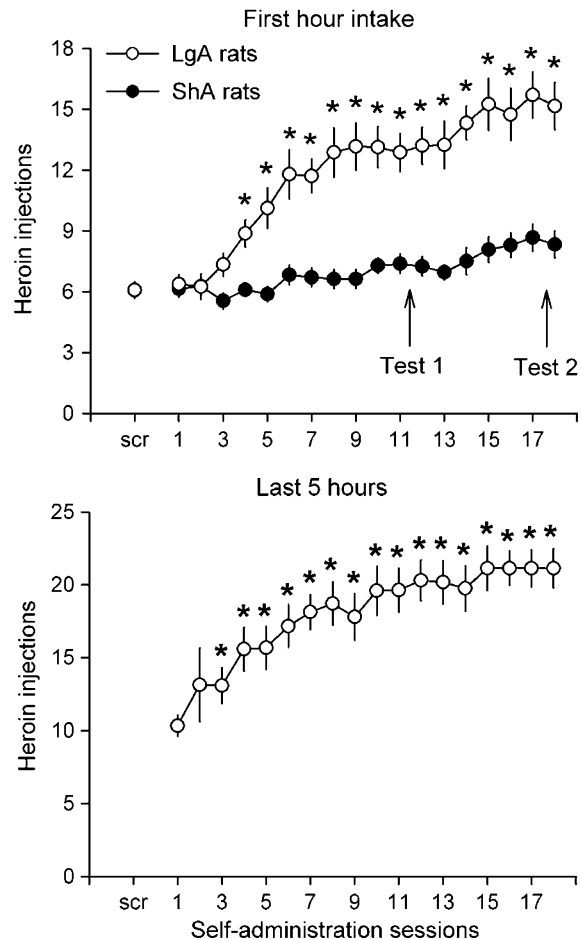 First hour intake
LgA rats
ShA rats
* * * * * * * * * * * * * * *
18
15
12
9
6
3
0
Heroin injections
Test 1
Test 2
scr 1 3 5 7 9 11 13 15 17
Last 5 hours
* * * * * * * * * * * * * * * *
25
20
15
10
5
0
Heroin injections
scr 1 3 5 7 9 11 13 15 17
Self-administration sessions